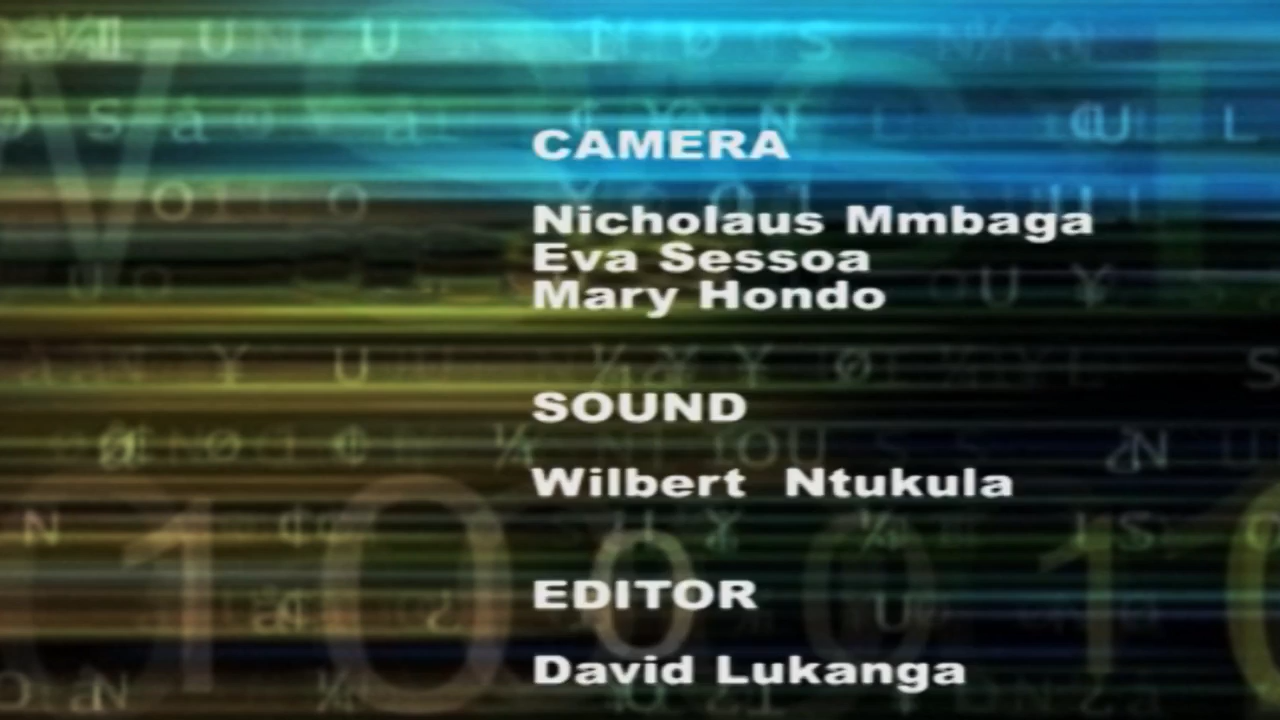 CAMERA
Nicholaus Mmbaga
Eva Sessoa
Mary Hondo
SOUND
Wilbert Ntukula
EDITOR
David Lukanga